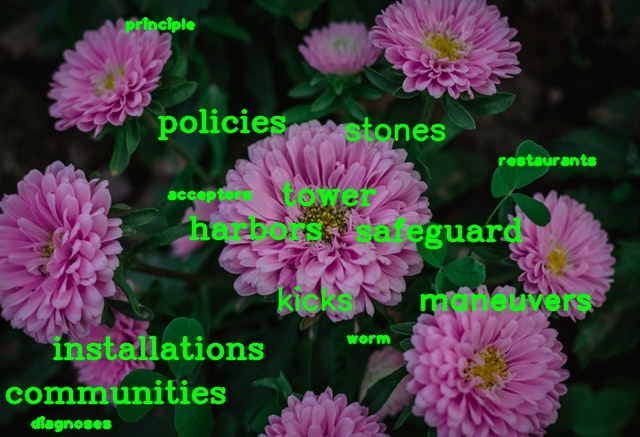 principle
policies stones
restaurants
acceptors tower
harbors safeguard
kicks maneuvers
worm
installations
communities
diagnoses